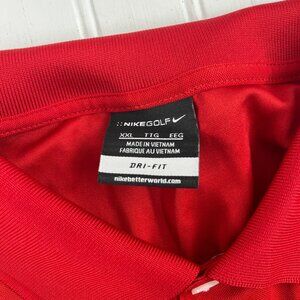 NIKEGOLF
XXL TTG EEG
MADE IN VIETNAM
FABRIQUE AU VIETNAM
DRI-FIT
nikebetterworld.com